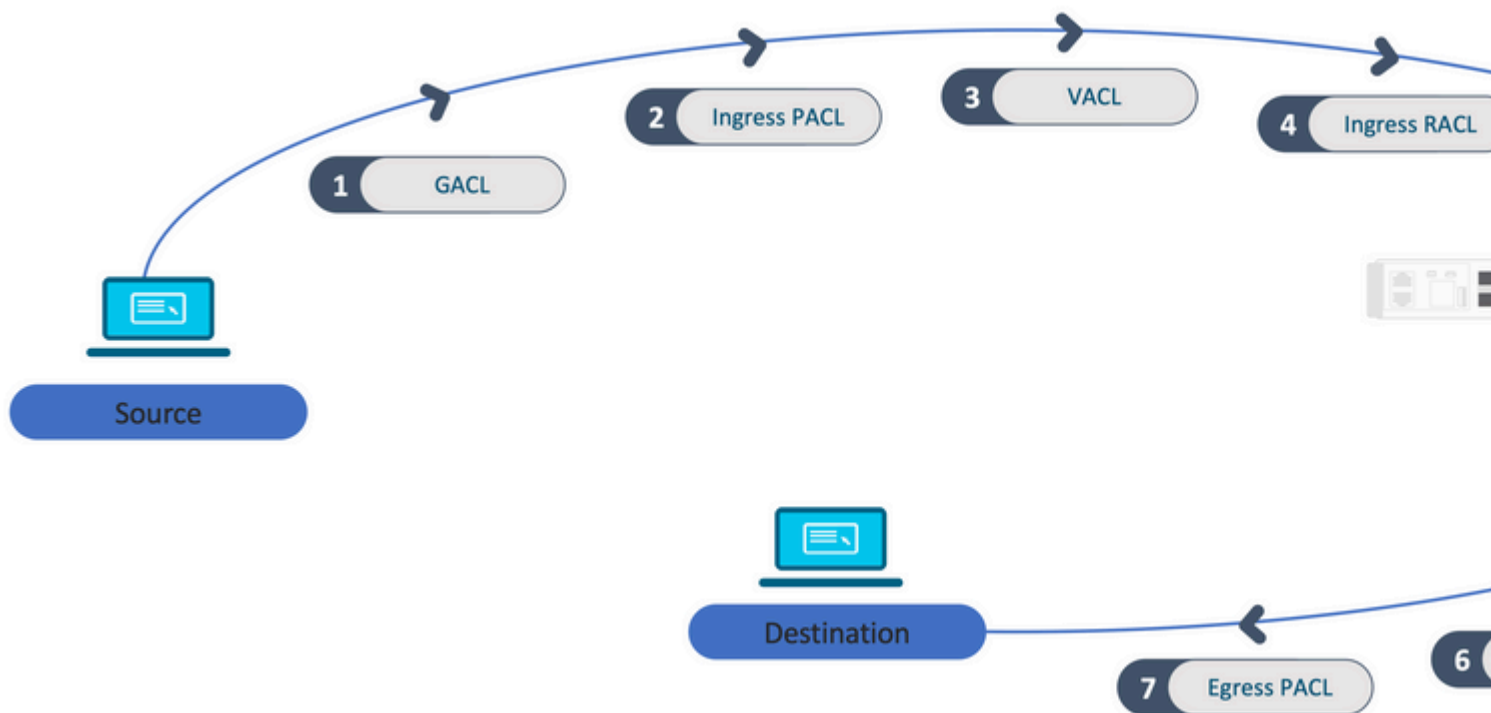 1 GACL
2 Ingress PACL
3 VACL
4 Ingress RACL
Source
Destination
7 Egress PACL
6